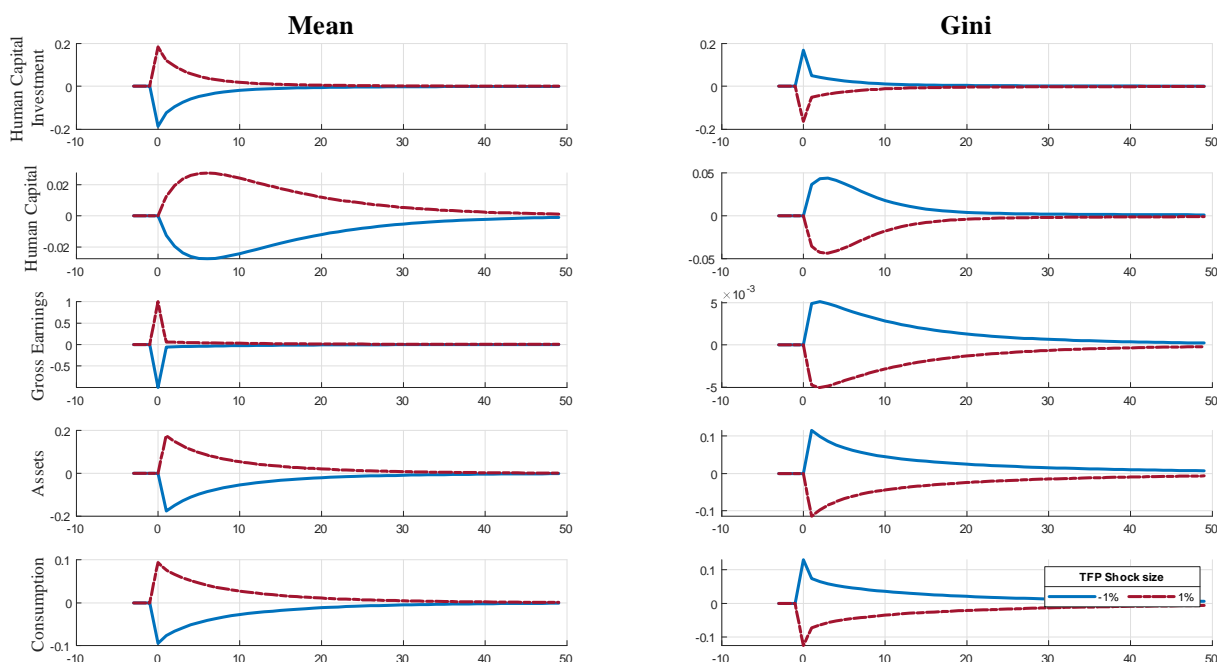 Mean
Gini
Human Capital
Investment
0.2
0
-0.2
-10 0 10 20 30 40 50
0.2
0
-0.2
-10 0 10 20 30 40 50
Human Capital
0.02
0
-0.02
-10 0 10 20 30 40 50
0.05
0
-0.05
-10 0 10 20 30 40 50
Gross Earnings
1
0.5
0
-0.5
-10 0 10 20 30 40 50
×10⁻³
5
0
-5
-10 0 10 20 30 40 50
Assets
0.2
0
-0.2
-10 0 10 20 30 40 50
0.1
0
-0.1
-10 0 10 20 30 40 50
Consumption
0.1
0
-0.1
-10 0 10 20 30 40 50
0.1
0
-0.1
-10 0 10 20 30 40 50
TFP Shock size
-1% 1%